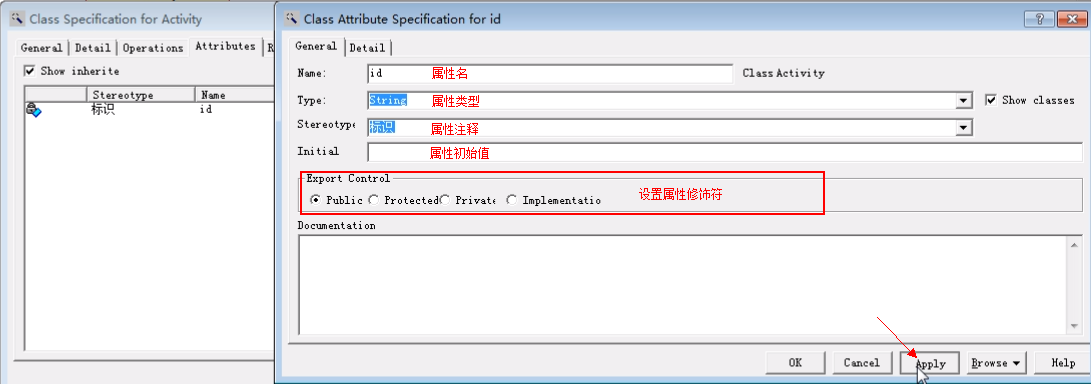 Class Specification for Activity
General Detail Operations Attributes R
Show inherite
Stereotype Name
标识 id
Class Attribute Specification for id
General Detail
Name: id 属性名 Class Activity
Type: String 属性类型 Show classes
Stereotype 标识 属性注释
Initial 属性初始值
Export Control
Public Protected Private Implementatio 设置属性修饰符
Documentation
OK Cancel Apply Browse Help